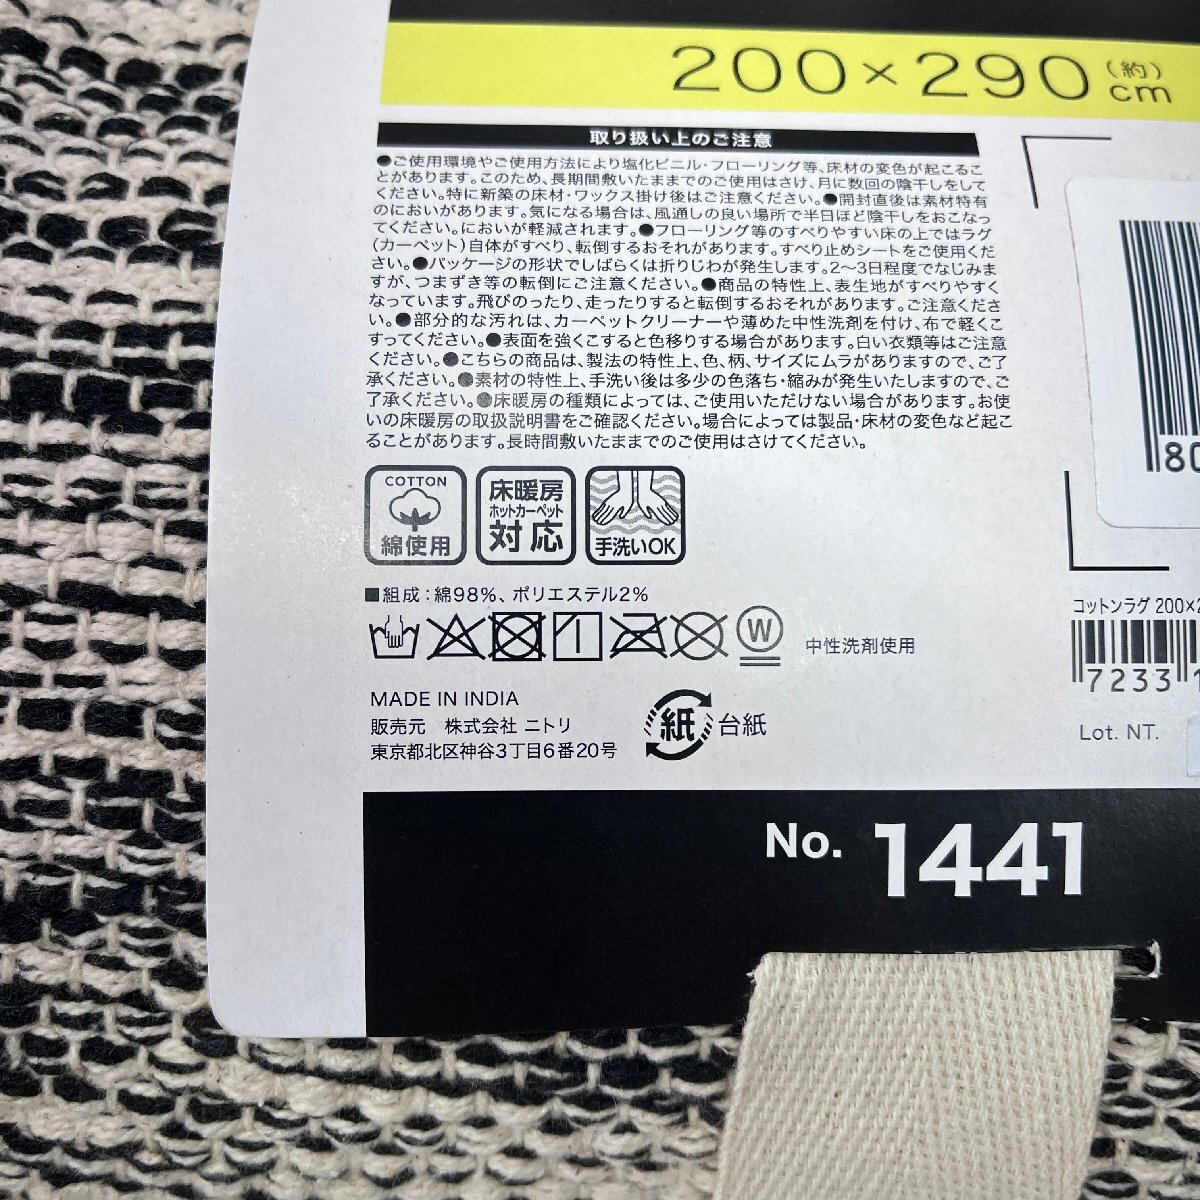 200×290(約)cm
取り扱い上のご注意
●ご使用環境やご使用方法により塩化ビニル・フローリング等、床材の変色が起こるこ
とがあります。このため、長期間敷いたままでのご使用はさけ、月に数回の陰干しをして
ください。特に新築の床材・ワックス掛け後はご注意ください。●開封直後は素材特有
のにおいがあります。気になる場合は、風通しの良い場所で半日ほど陰干しをおこなっ
てください。においが軽減されます。●フローリング等のすべりやすい床の上ではラグ
(カーペット)自体がすべり、転倒するおそれがあります。すべり止めシートをご使用くだ
さい。●パッケージの形状でしばらくは折りじわが発生します。2〜3日程度でなじみま
すが、つまずき等の転倒にご注意ください。●商品の特性上、表生地がすべりやすく
なっています。飛びのったり、走ったりすると転倒するおそれがあります。ご注意くださ
い。●部分的な汚れは、カーペットクリーナーや薄めた中性洗剤を付け、布で軽くこ
すってください。●表面を強くこすると色移りする場合があります。白い衣類等はご注意
ください。●こちらの商品は、製法の特性上、色、柄、サイズにムラがありますので、ご了
承ください。●素材の特性上、手洗い後は多少の色落ち・縮みが発生いたしますので、ご
了承ください。●床暖房の種類によっては、ご使用いただけない場合があります。お使
いの床暖房の取扱説明書をご確認ください。場合によっては製品・床材の変色など起こ
ることがあります。長時間敷いたままでのご使用はさけてください。
COTTON
綿使用
床暖房
ホットカーペット
対応
手洗いOK
■組成:綿98%、ポリエステル2%
W
中性洗剤使用
MADE IN INDIA
販売元 株式会社 ニトリ
東京都北区神谷3丁目6番20号
紙 台紙
80
コットンラグ 200×2
7233
Lot. NT.
No. 1441